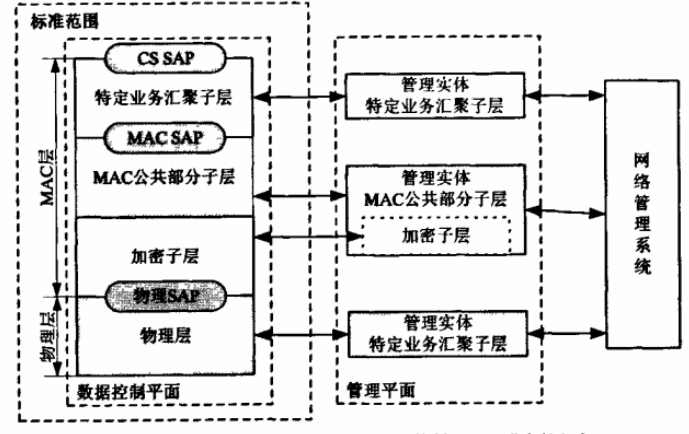 标准范围
CS SAP
特定业务汇聚子层
MAC SAP
MAC公共部分子层
加密子层
物理SAP
物理层
MAC层
物理层
数据控制平面
管理实体
特定业务汇聚子层
管理实体
MAC公共部分子层
加密子层
管理实体
特定业务汇聚子层
管理平面
网络管理系统